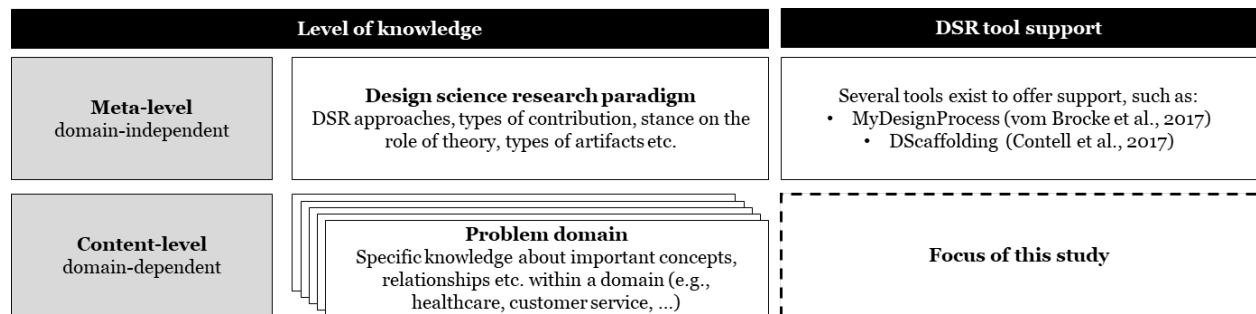 Level of knowledge
DSR tool support
Meta-level
domain-independent
Design science research paradigm
DSR approaches, types of contribution, stance on the
role of theory, types of artifacts etc.
Several tools exist to offer support, such as:
• MyDesignProcess (vom Brocke et al., 2017)
• DScaffolding (Contell et al., 2017)
Content-level
domain-dependent
Problem domain
Specific knowledge about important concepts,
relationships etc. within a domain (e.g.,
healthcare, customer service, …)
Focus of this study